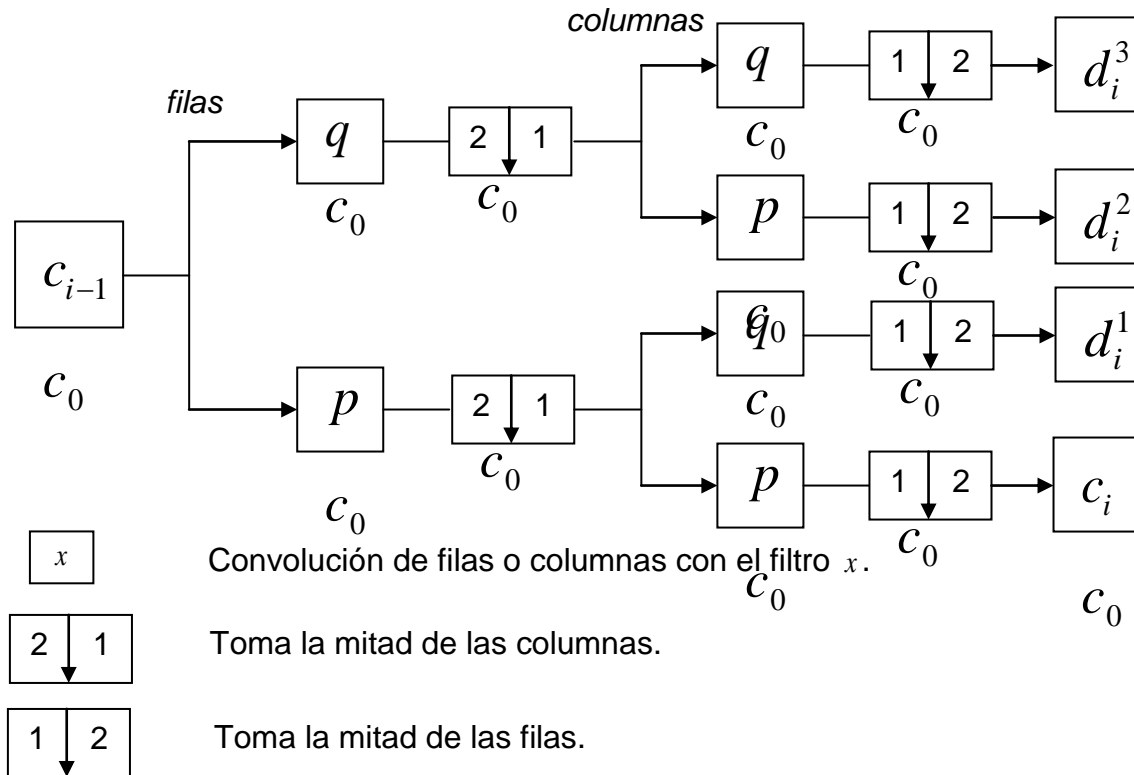 columnas
q
1 2
d_i^3
filas
c_0
c_0
q
2 1
c_0
c_0
p
1 2
d_i^2
c_{i-1}
c_0
c_0
q
1 2
d_i^1
c_0
c_0
c_0
p
2 1
c_0
p
1 2
c_i
c_0
c_0
x Convolución de filas o columnas con el filtro x.
c_0
c_0
2 1 Toma la mitad de las columnas.
1 2 Toma la mitad de las filas.